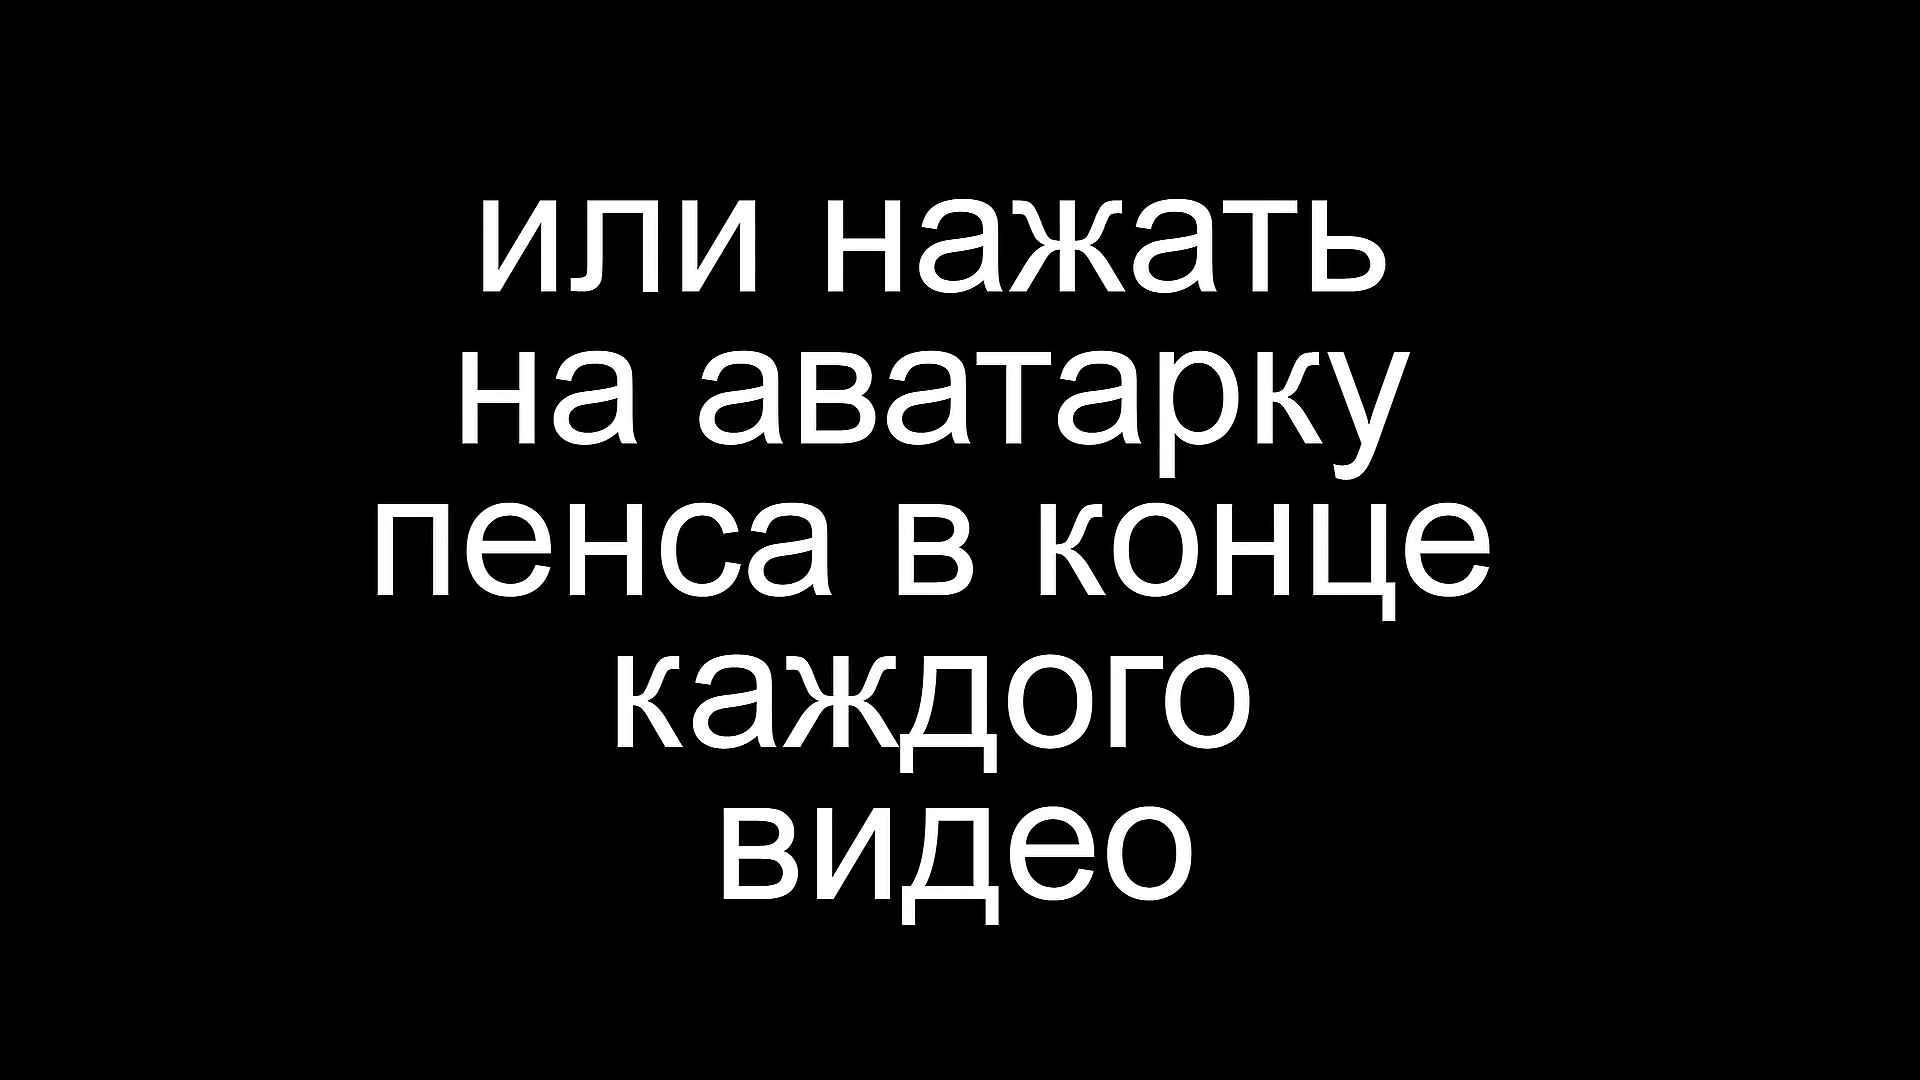 или нажать
на аватарку
пенса в конце
каждого
видео